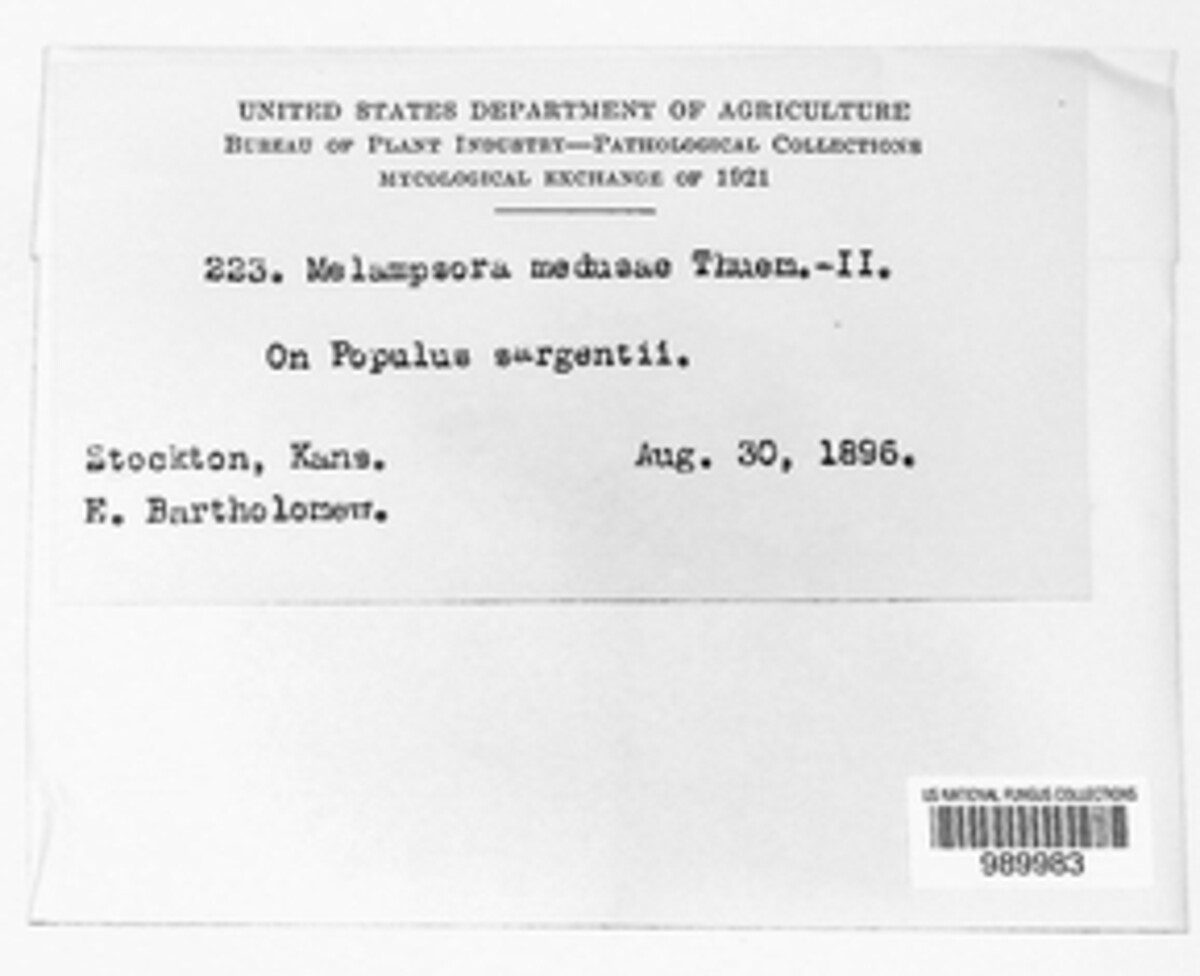 UNITED STATES DEPARTMENT OF AGRICULTURE
BUREAU OF PLANT INDUSTRY—PATHOLOGICAL COLLECTIONS
MYCOLOGICAL EXCHANGE OF 1921
223. Melampsora medusae Thuem.-II.
On Populus sargentii.
Stockton, Kans.
Aug. 30, 1896.
E. Bartholomew.
US NATIONAL FUNGUS COLLECTIONS
989983